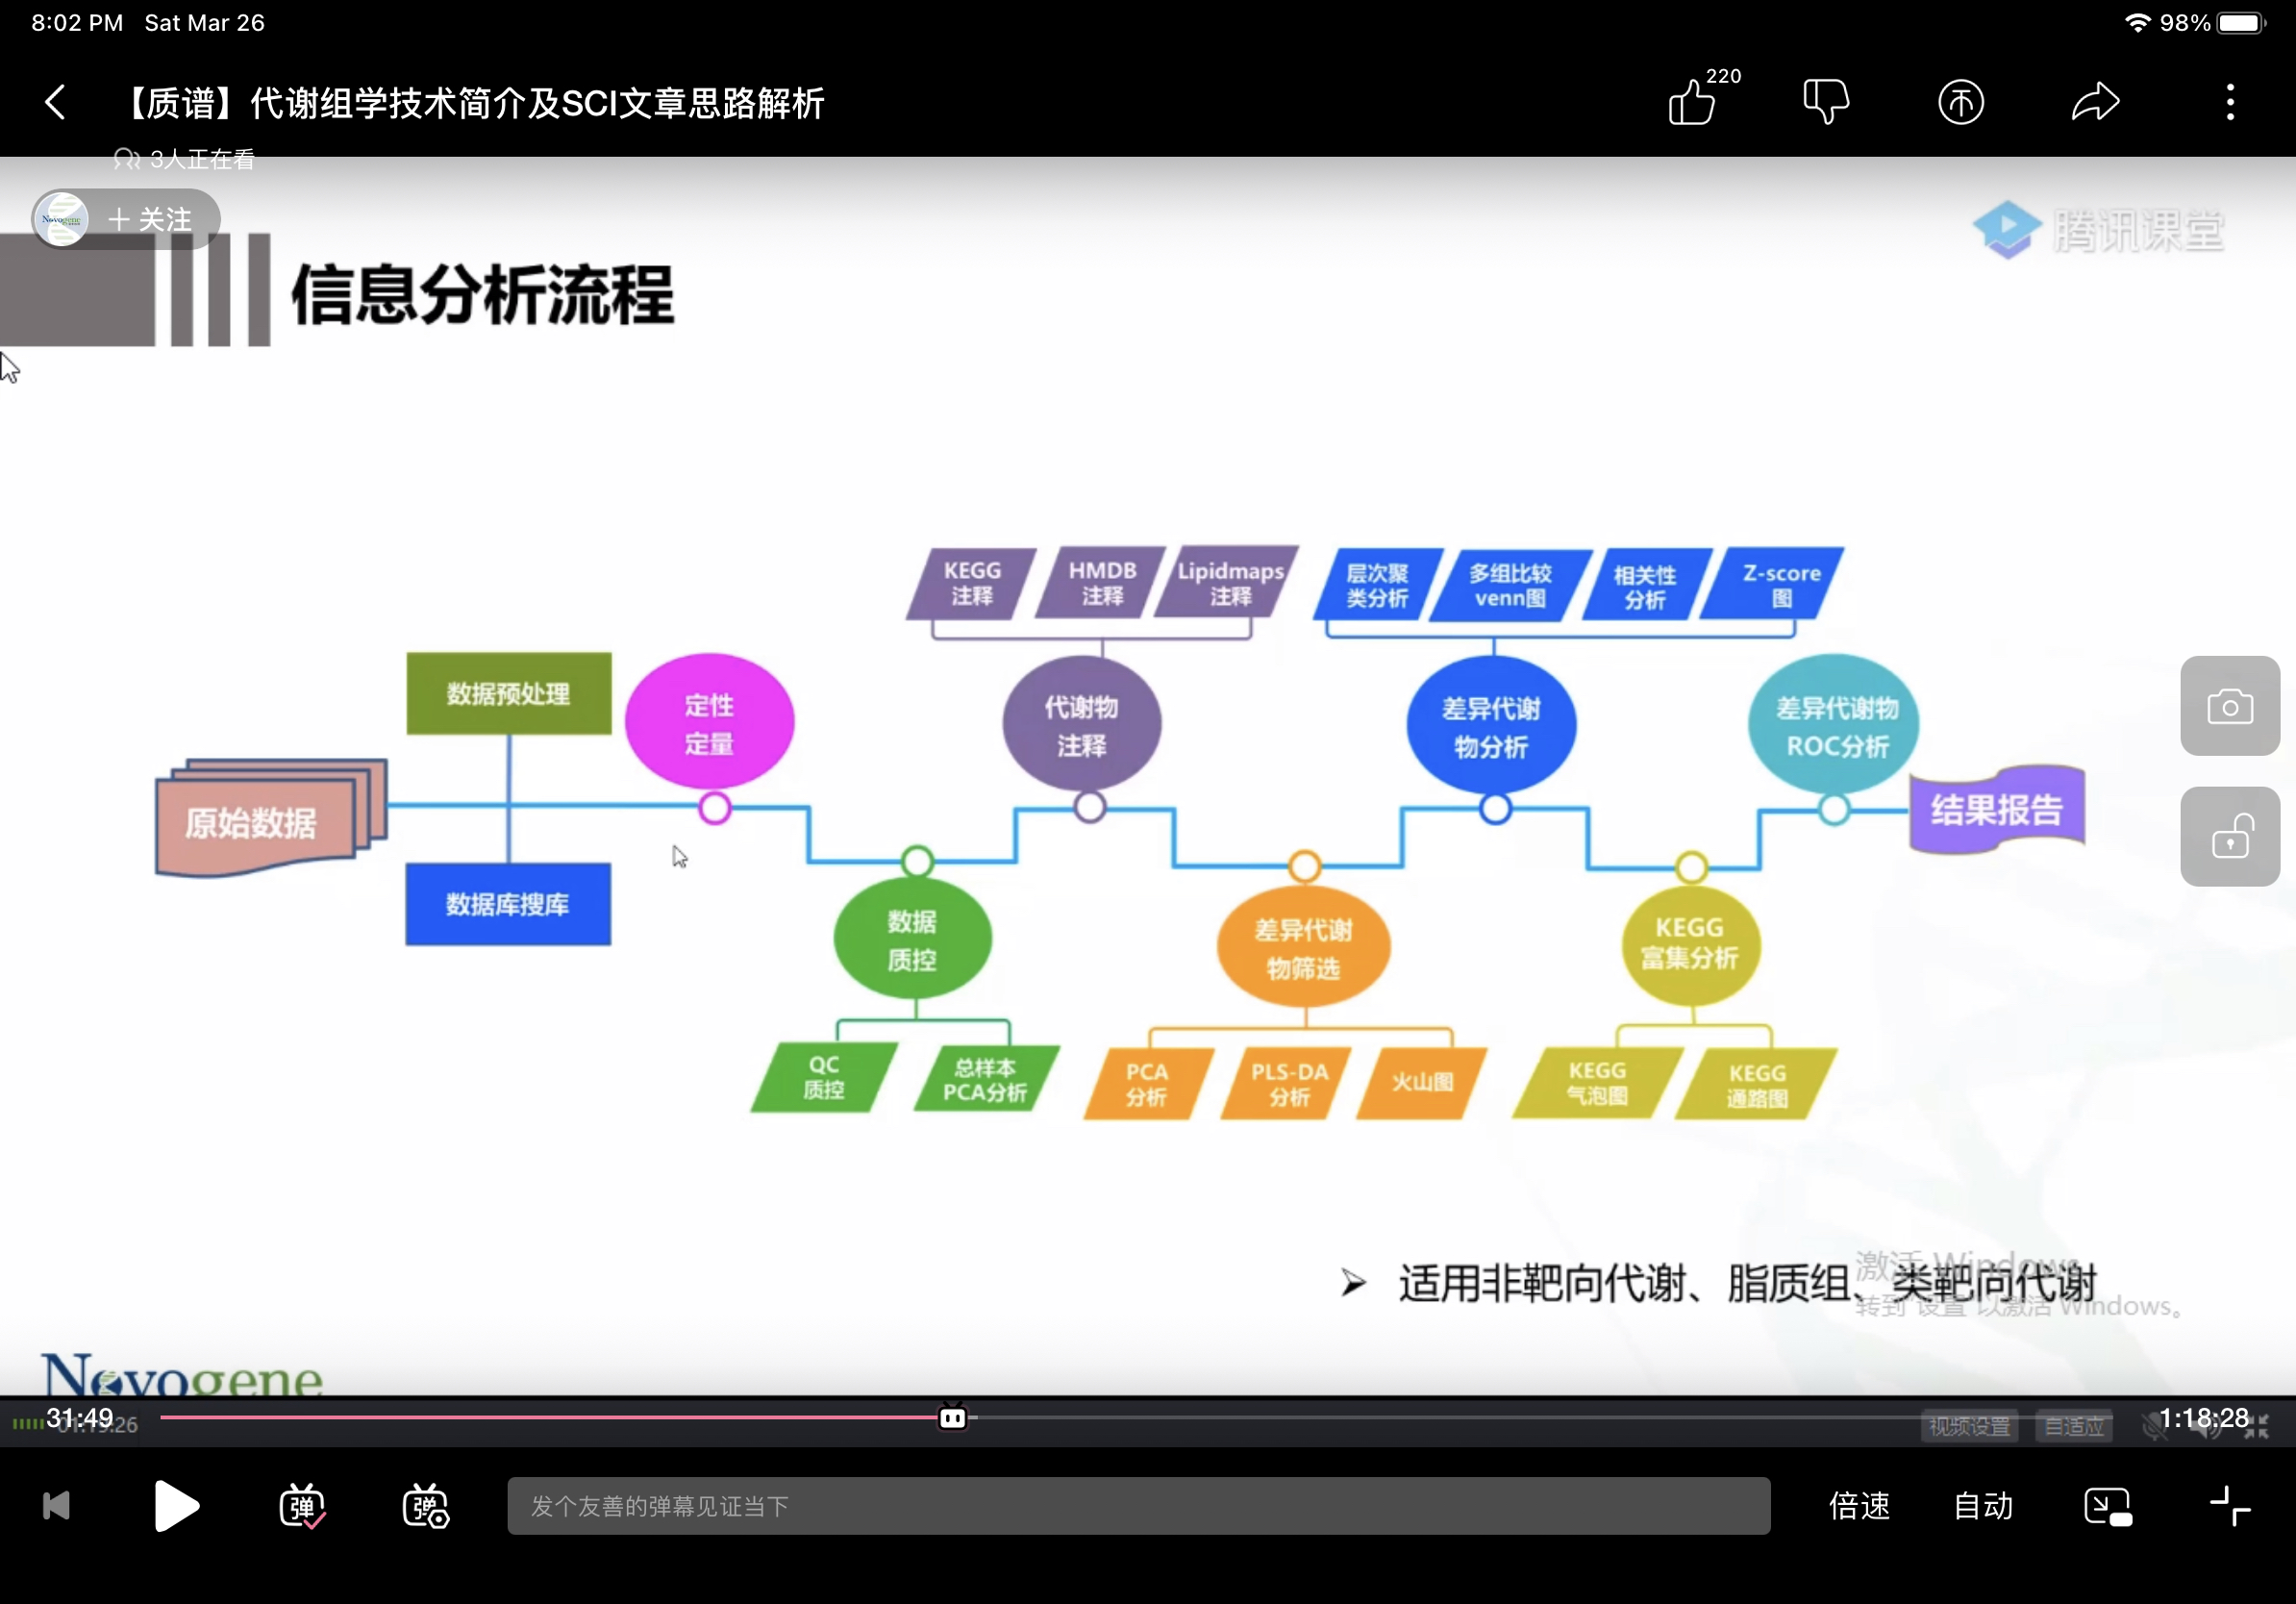 8:02 PM Sat Mar 26
98%
【质谱】代谢组学技术简介及SCI文章思路解析
220
3人正在看
Novogene
+ 关注
腾讯课堂
信息分析流程
KEGG
注释
HMDB
注释
Lipidmaps
注释
层次聚
类分析
多组比较
venn图
相关性
分析
Z-score
图
数据预处理
定性
定量
代谢物
注释
差异代谢
物分析
差异代谢物
ROC分析
原始数据
结果报告
数据库搜库
数据
质控
差异代谢
物筛选
KEGG
富集分析
QC
质控
总样本
PCA分析
PCA
分析
PLS-DA
分析
火山图
KEGG
气泡图
KEGG
通路图
➢ 适用非靶向代谢、脂质组、类靶向代谢
激活 Windows
转到"设置"以激活 Windows。
Novogene
31:49
01:19:26
视频设置
自适应
1:18:28
弹
弹
发个友善的弹幕见证当下
倍速
自动